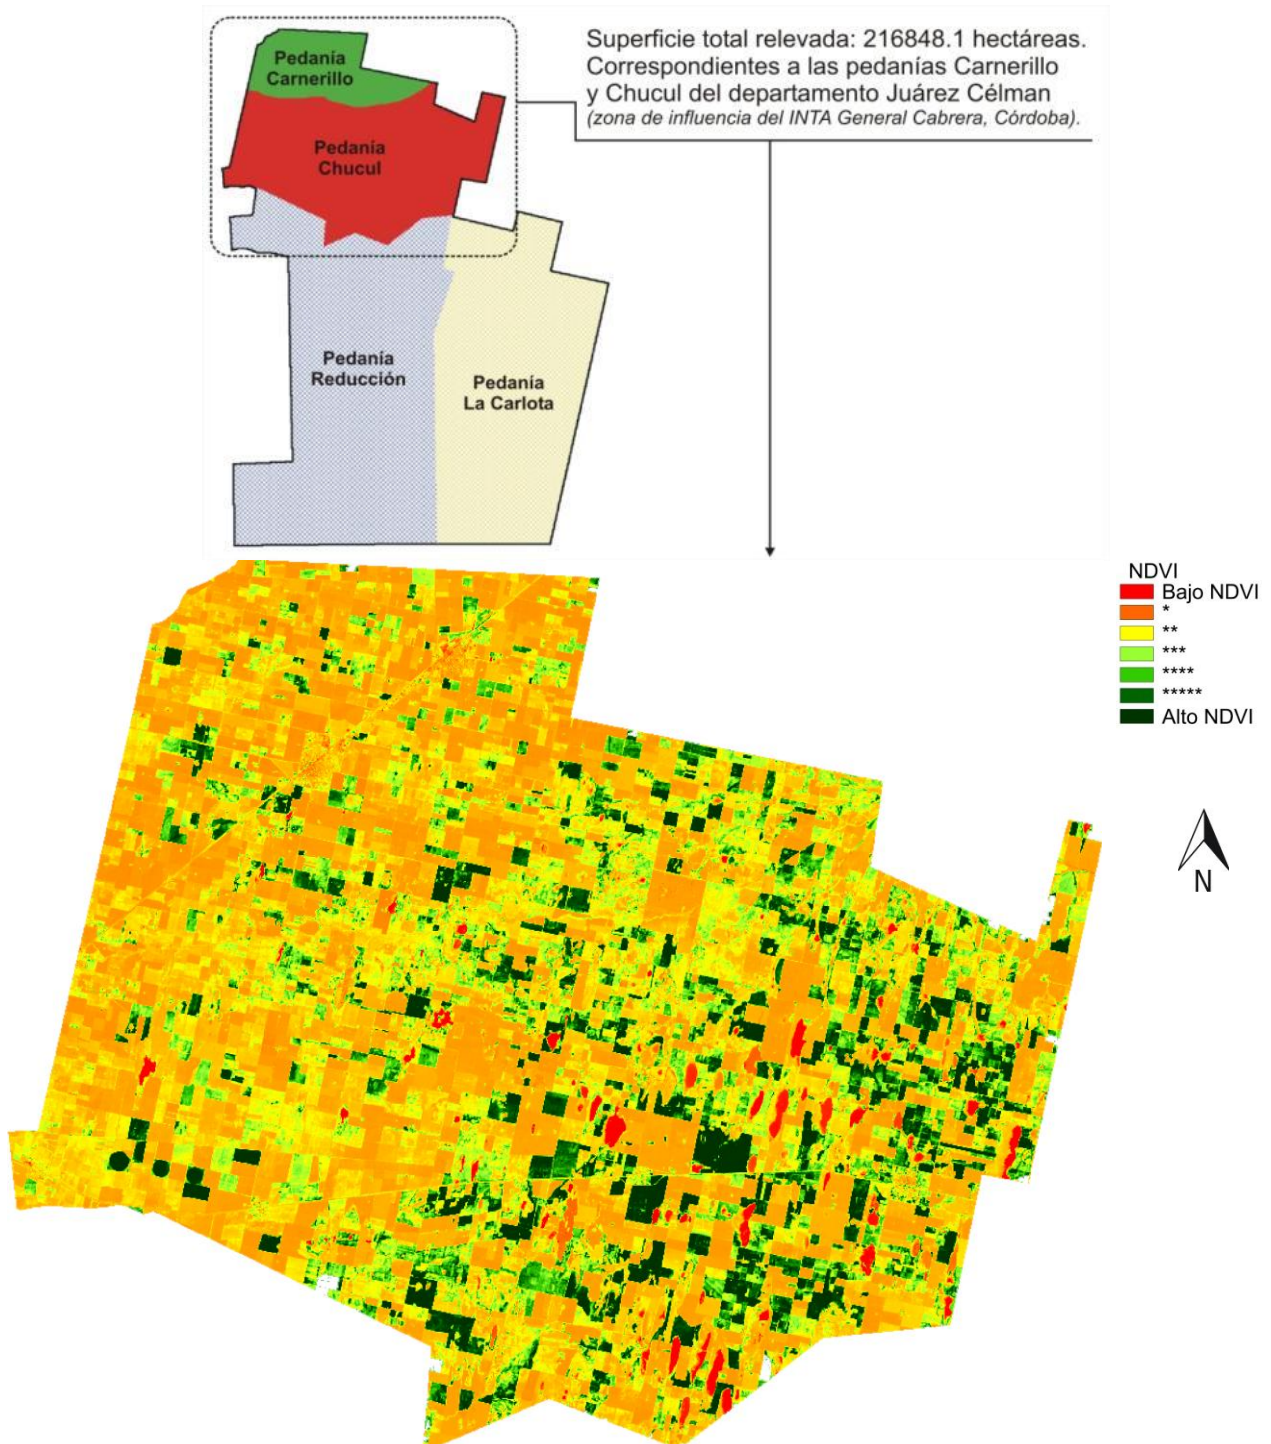 Pedanía
Carnerillo
Superficie total relevada: 216848.1 hectáreas.
Correspondientes a las pedanías Carnerillo
y Chucul del departamento Juárez Célman
(zona de influencia del INTA General Cabrera, Córdoba).
Pedanía
Chucul
Pedanía
Reducción
Pedanía
La Carlota
NDVI
Bajo NDVI
*
**
***
****
*****
Alto NDVI
N